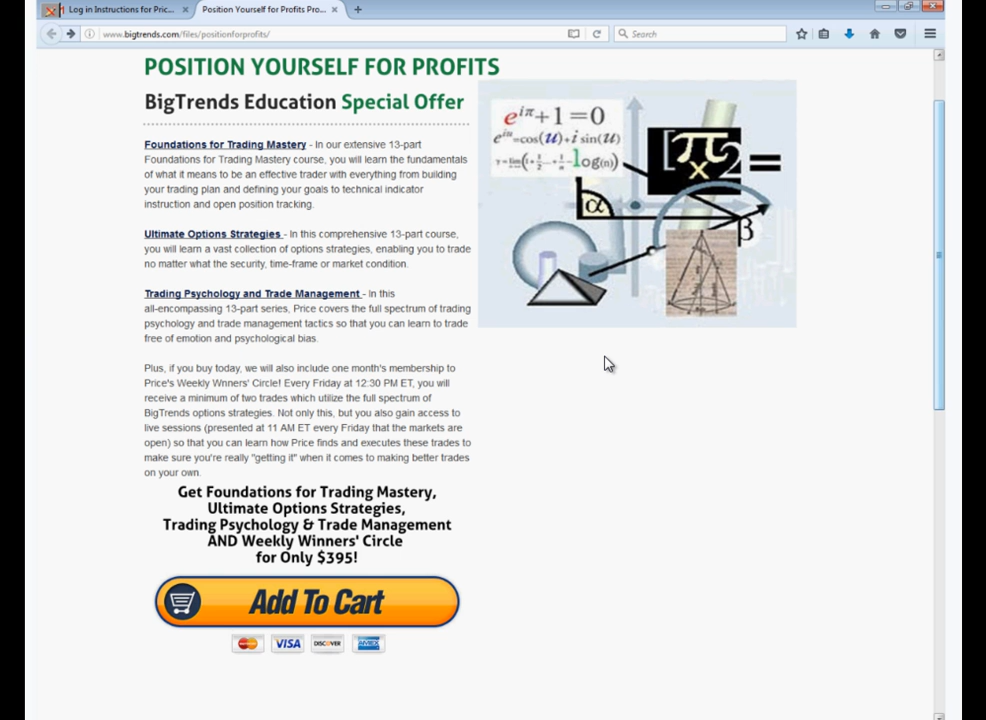 Log in Instructions for Pric...
Position Yourself for Profits Pro...
www.bigtrends.com/files/positionforprofits/
Search
POSITION YOURSELF FOR PROFITS
BigTrends Education Special Offer
Foundations for Trading Mastery - In our extensive 13-part
Foundations for Trading Mastery course, you will learn the fundamentals
of what it means to be an effective trader with everything from building
your trading plan and defining your goals to technical indicator
instruction and open position tracking.
Ultimate Options Strategies - In this comprehensive 13-part course,
you will learn a vast collection of options strategies, enabling you to trade
no matter what the security, time-frame or market condition.
Trading Psychology and Trade Management - In this
all-encompassing 13-part series, Price covers the full spectrum of trading
psychology and trade management tactics so that you can learn to trade
free of emotion and psychological bias.
Plus, if you buy today, we will also include one month's membership to
Price's Weekly Winners' Circle! Every Friday at 12:30 PM ET, you will
receive a minimum of two trades which utilize the full spectrum of
BigTrends options strategies. Not only this, but you also gain access to
live sessions (presented at 11 AM ET every Friday that the markets are
open) so that you can learn how Price finds and executes these trades to
make sure you're really "getting it" when it comes to making better trades
on your own.
Get Foundations for Trading Mastery,
Ultimate Options Strategies,
Trading Psychology & Trade Management
AND Weekly Winners' Circle
for Only $395!
Add To Cart
VISA
DISCOVER
AMEX
e^iπ+1=0
e^iu=cos(u)+i sin(u)
[π2 =
x
α
β